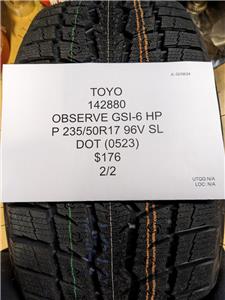 TOYO
142880
OBSERVE GSI-6 HP
P 235/50R17 96V SL
DOT (0523)
$176
2/2
UTQG N/A
LOC: N/A